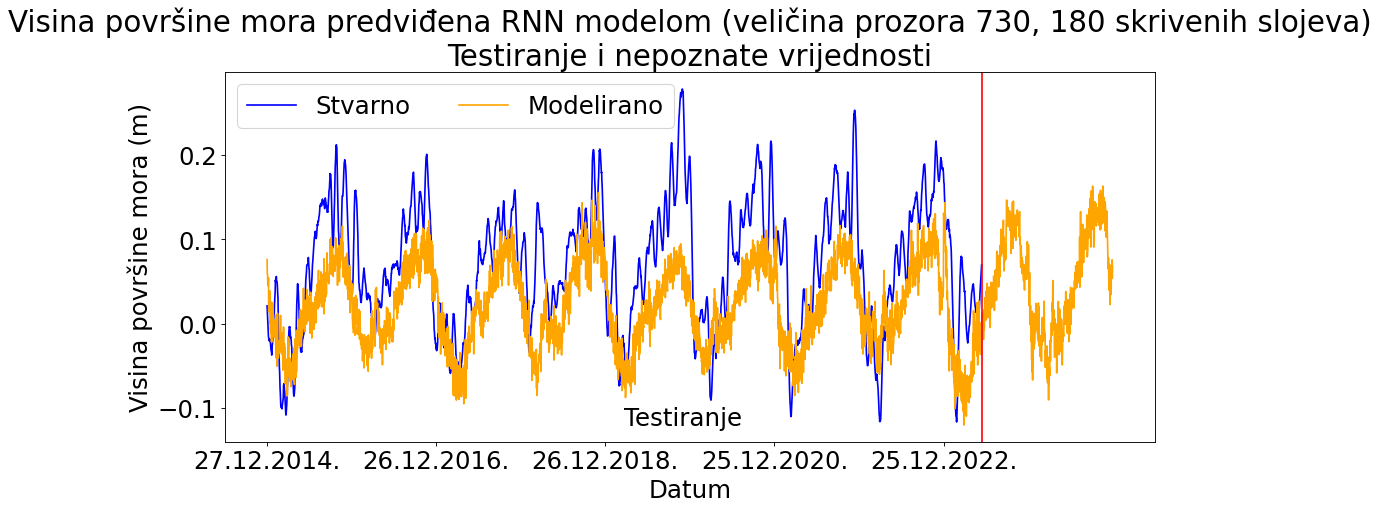 Visina površine mora predviđena RNN modelom (veličina prozora 730, 180 skrivenih slojeva)
Testiranje i nepoznate vrijednosti
Stvarno
Modelirano
Visina površine mora (m)
0.2
0.1
0.0
−0.1
Testiranje
27.12.2014.
26.12.2016.
26.12.2018.
25.12.2020.
25.12.2022.
Datum